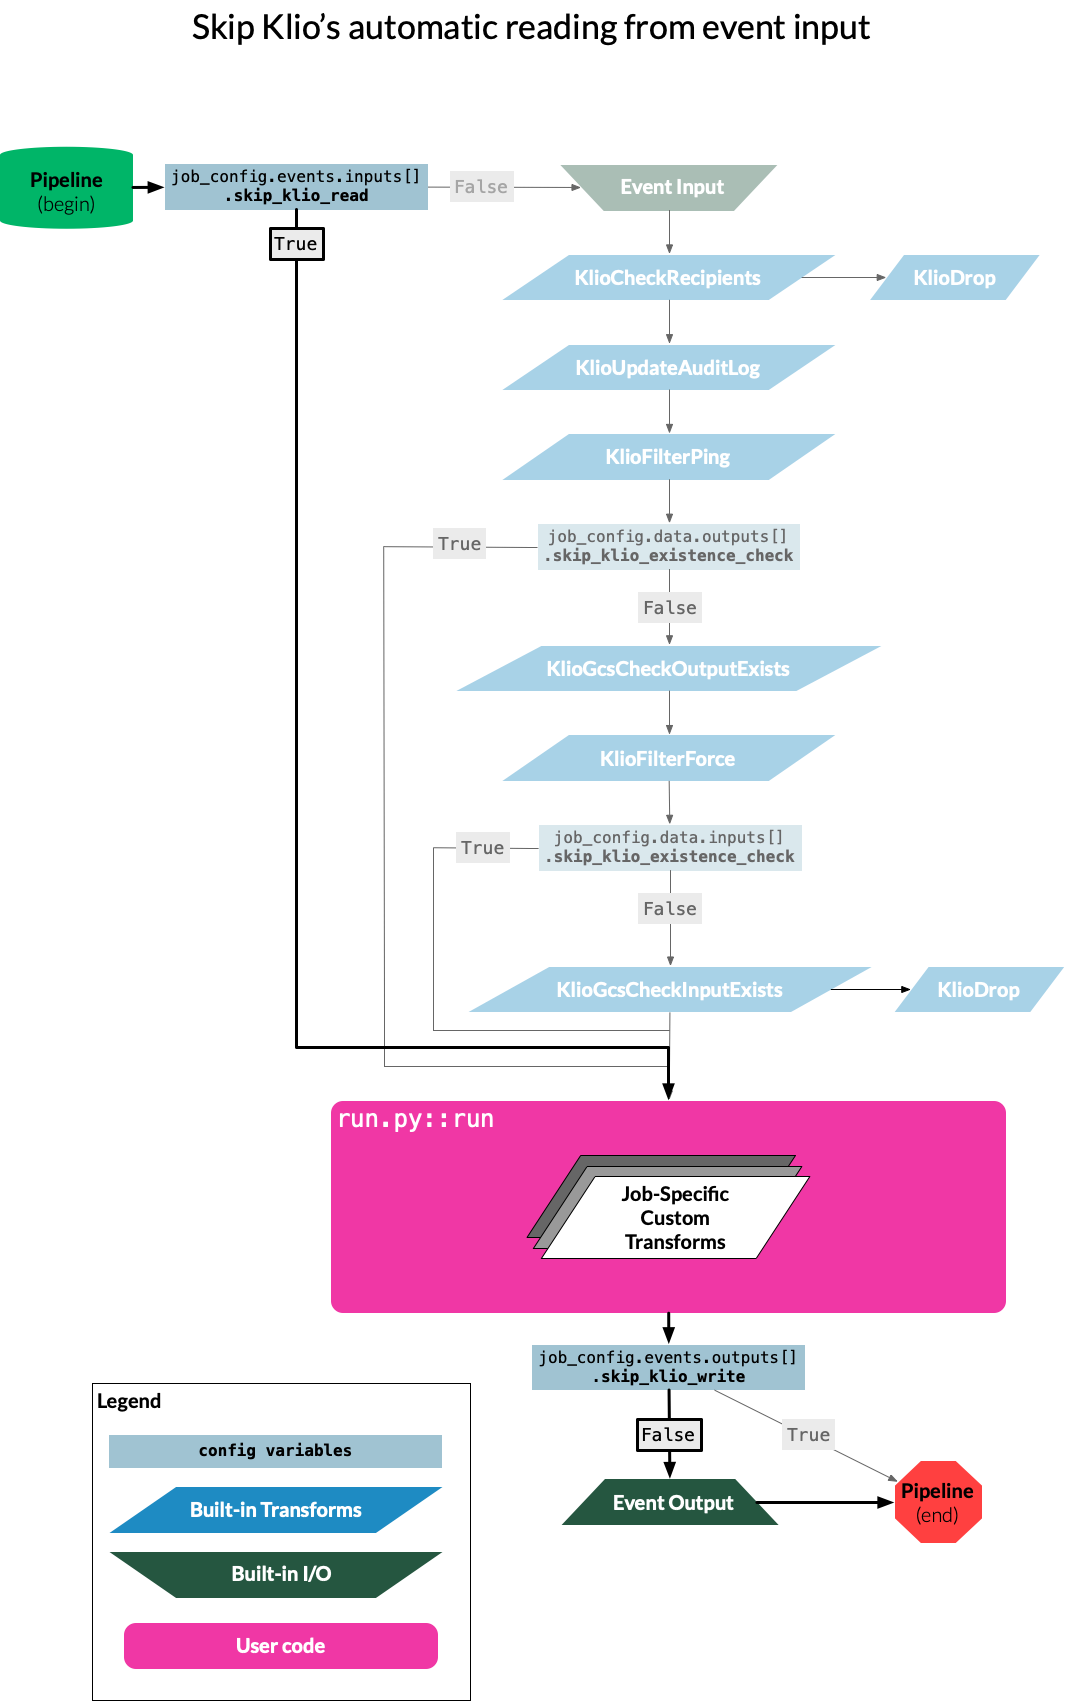 Skip Klio’s automatic reading from event input
Pipeline
(begin)
job_config.events.inputs[]
.skip_klio_read
False
Event Input
True
KlioCheckRecipients
KlioDrop
KlioUpdateAuditLog
KlioFilterPing
job_config.data.outputs[]
.skip_klio_existence_check
True
False
KlioGcsCheckOutputExists
KlioFilterForce
job_config.data.inputs[]
.skip_klio_existence_check
True
False
KlioGcsCheckInputExists
KlioDrop
run.py::run
Job-Specific
Custom
Transforms
job_config.events.outputs[]
.skip_klio_write
False
True
Event Output
Pipeline
(end)
Legend
config variables
Built-in Transforms
Built-in I/O
User code